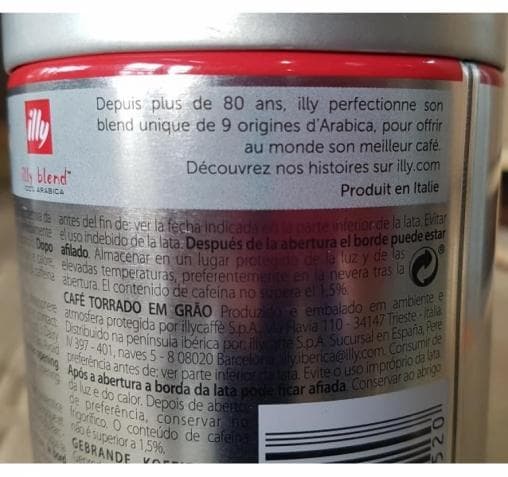 illy
illy blend™
100% ARABICA
Depuis plus de 80 ans, illy perfectionne son
blend unique de 9 origines d'Arabica, pour offrir
au monde son meilleur café.
Découvrez nos histoires sur illy.com
Produit en Italie
antes del fin de: ver la fecha indicada en la parte inferior de la lata. Evitar
el uso indebido de la lata. Después de la abertura el borde puede estar
Dopo afilado. Almacenar en un lugar protegido de la luz y de las
elevadas temperaturas, preferentemente en la nevera tras la
abertura. El contenido de cafeína no supera el 1,5%.
CAFÉ TORRADO EM GRÃO Produzido e embalado em ambiente e
atmosfera protegida por illycaffè S.p.A. Via Flavia 110 - 34147 Trieste - Italia.
Distribuido na península ibérica por: S.p.A. Sucursal en España, Pere
IV 397 - 401, naves 5 - 8 08020 Barcelona. Consumir de
preferência antes de: ver parte inferior da lata. Evite o uso impróprio da lata.
Após a abertura a borda da lata pode ficar afiada. Conservar ao abrigo
da luz e do calor. Depois de aberto
de preferência, conservar no
frigorífico. O conteúdo de cafeína
não é superior a 1,5%.
GEBRANDE
520